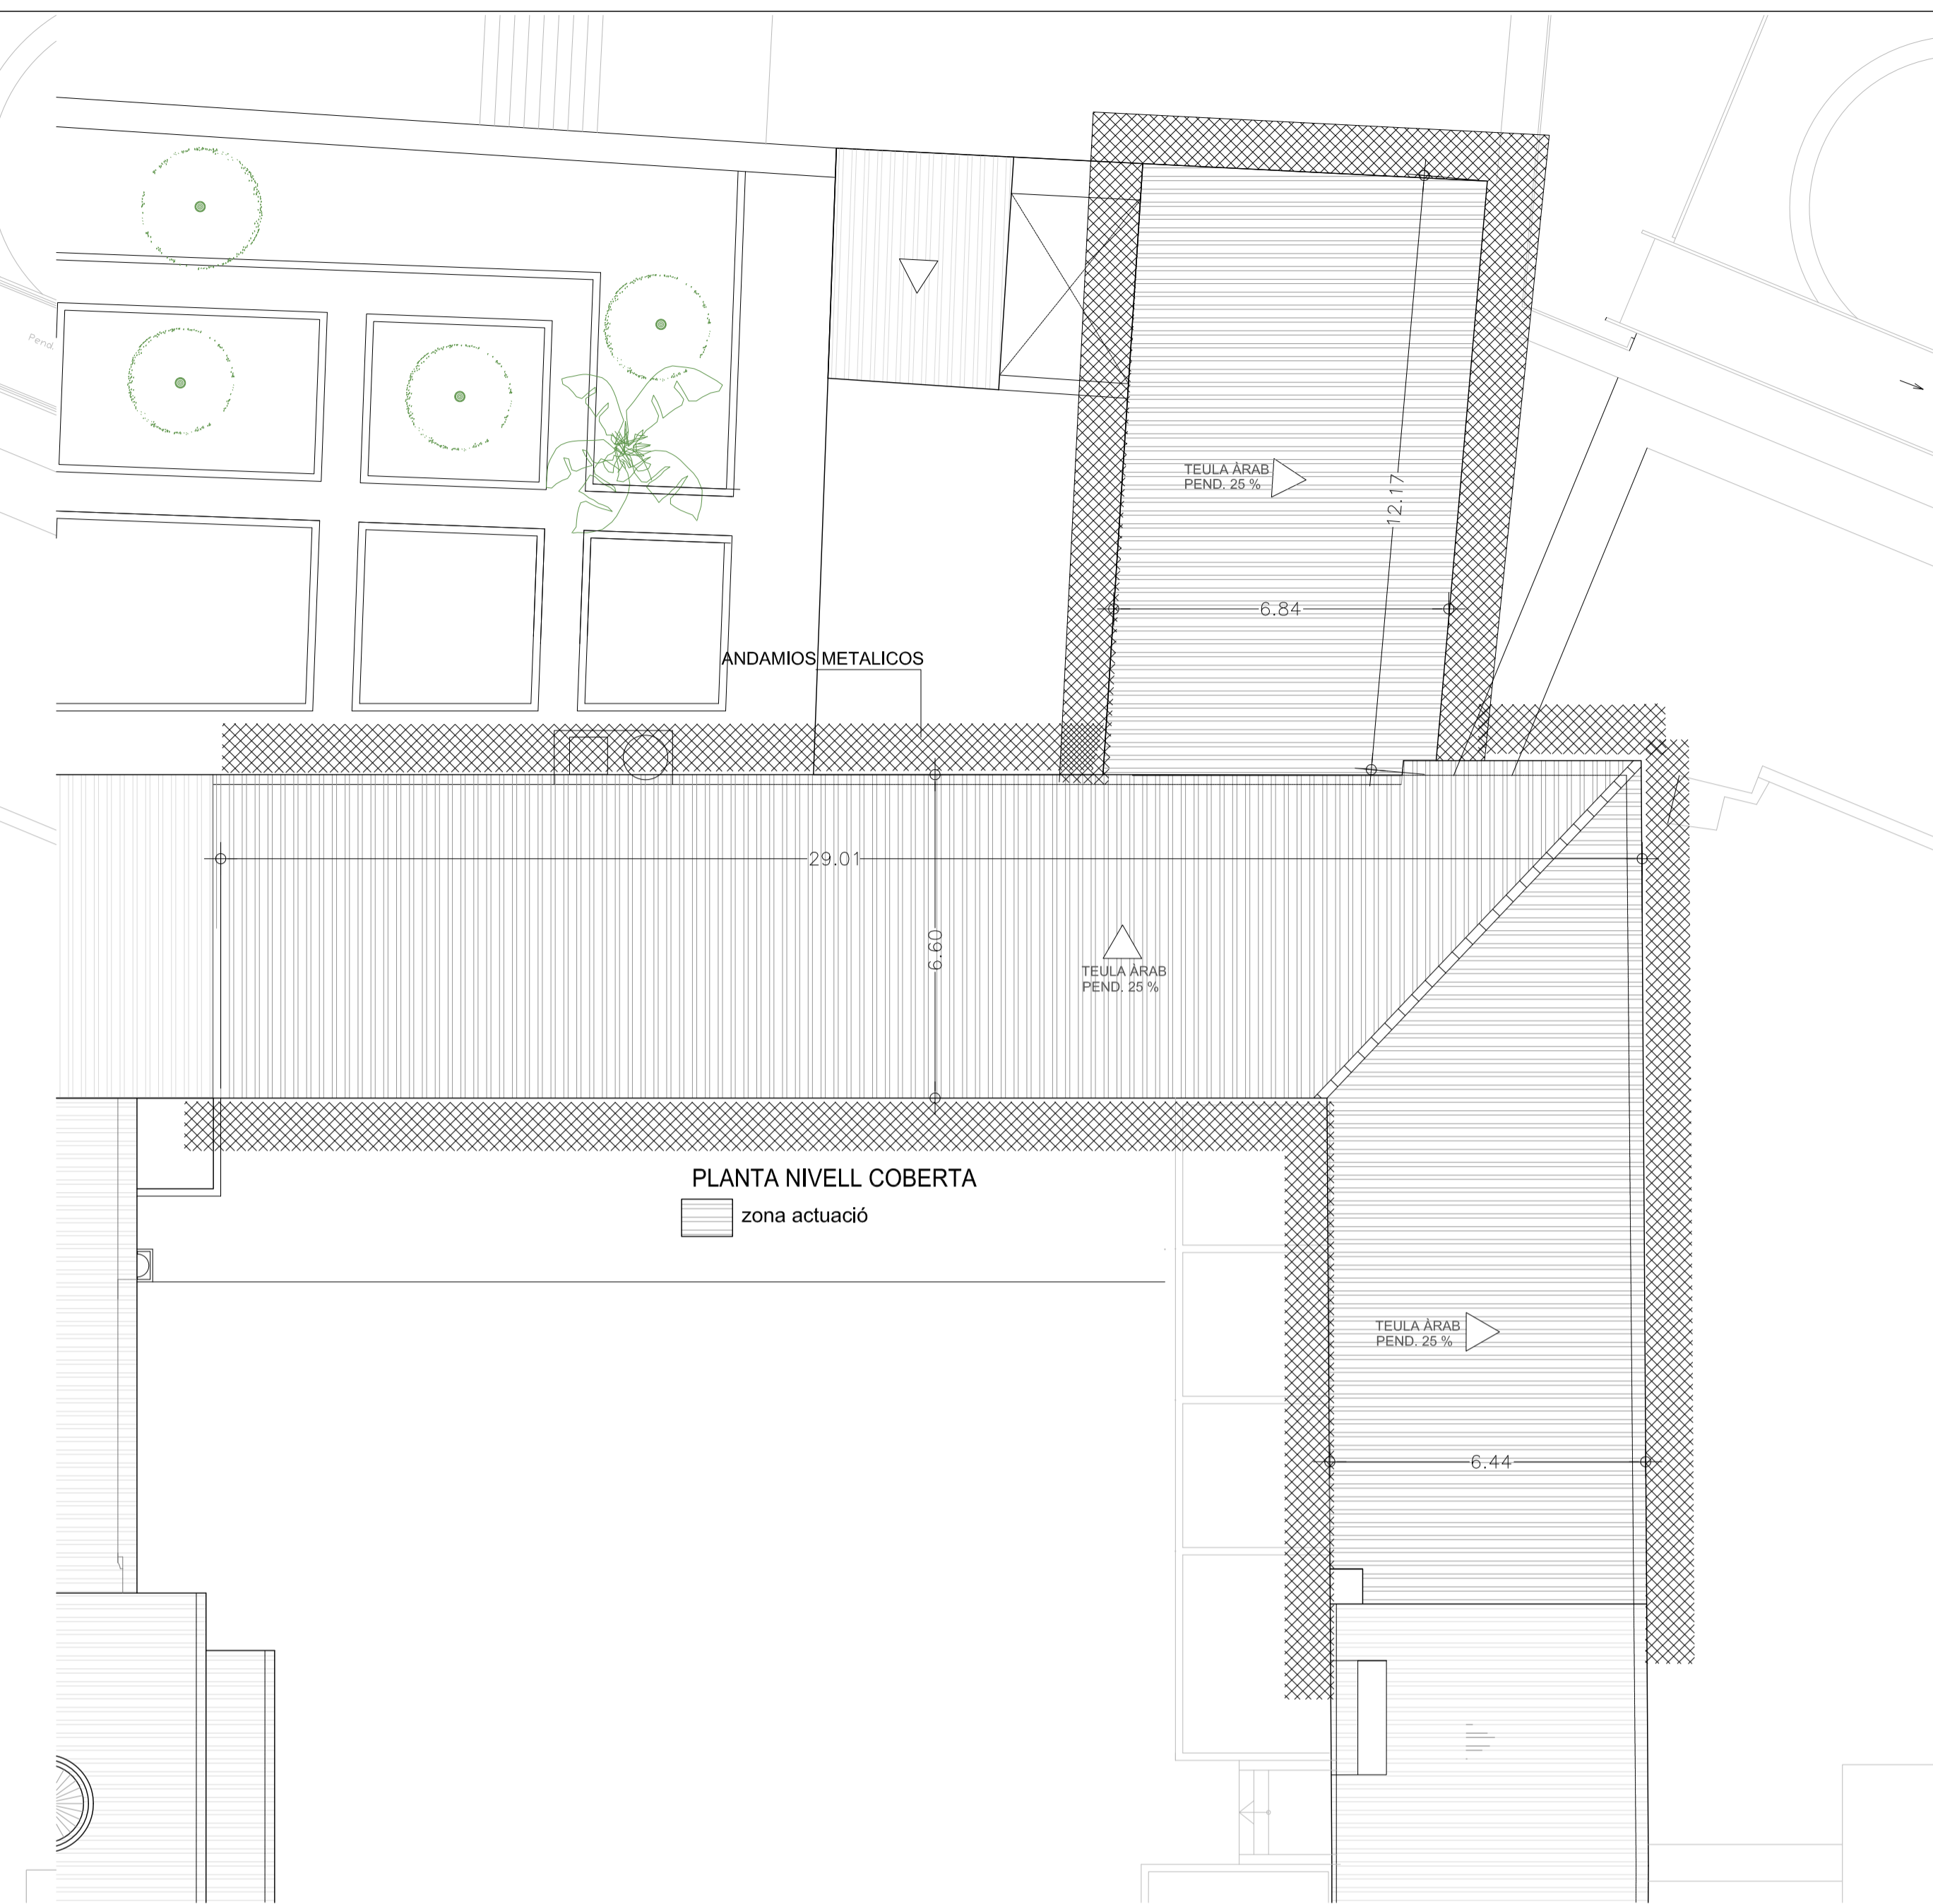 Pend.
TEULA ÀRAB
PEND. 25 %
12.17
6.84
ANDAMIOS METALICOS
29.01
6.60
TEULA ÀRAB
PEND. 25 %
PLANTA NIVELL COBERTA
zona actuació
TEULA ÀRAB
PEND. 25 %
6.44